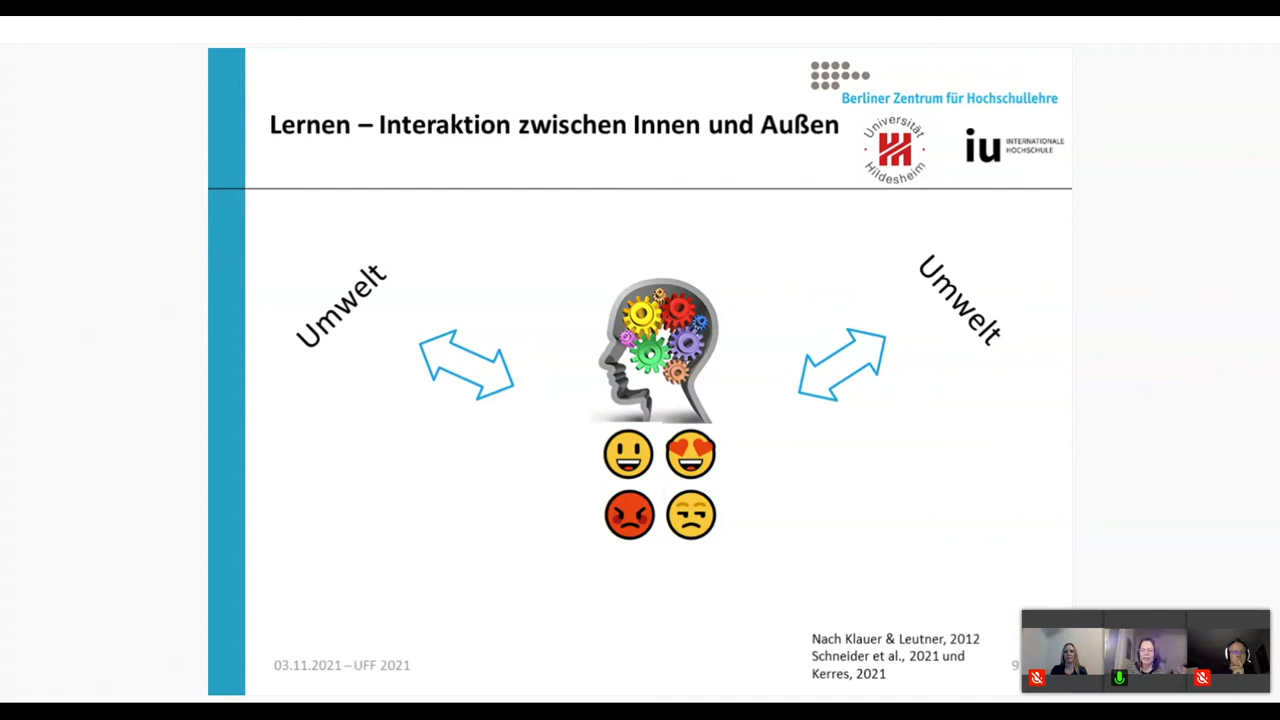 Berliner Zentrum für Hochschullehre
Lernen – Interaktion zwischen Innen und Außen
Universität
Hildesheim
iu INTERNATIONALE
HOCHSCHULE
Umwelt
Umwelt
Nach Klauer & Leutner, 2012
Schneider et al., 2021 und
Kerres, 2021
03.11.2021 – UFF 2021
9